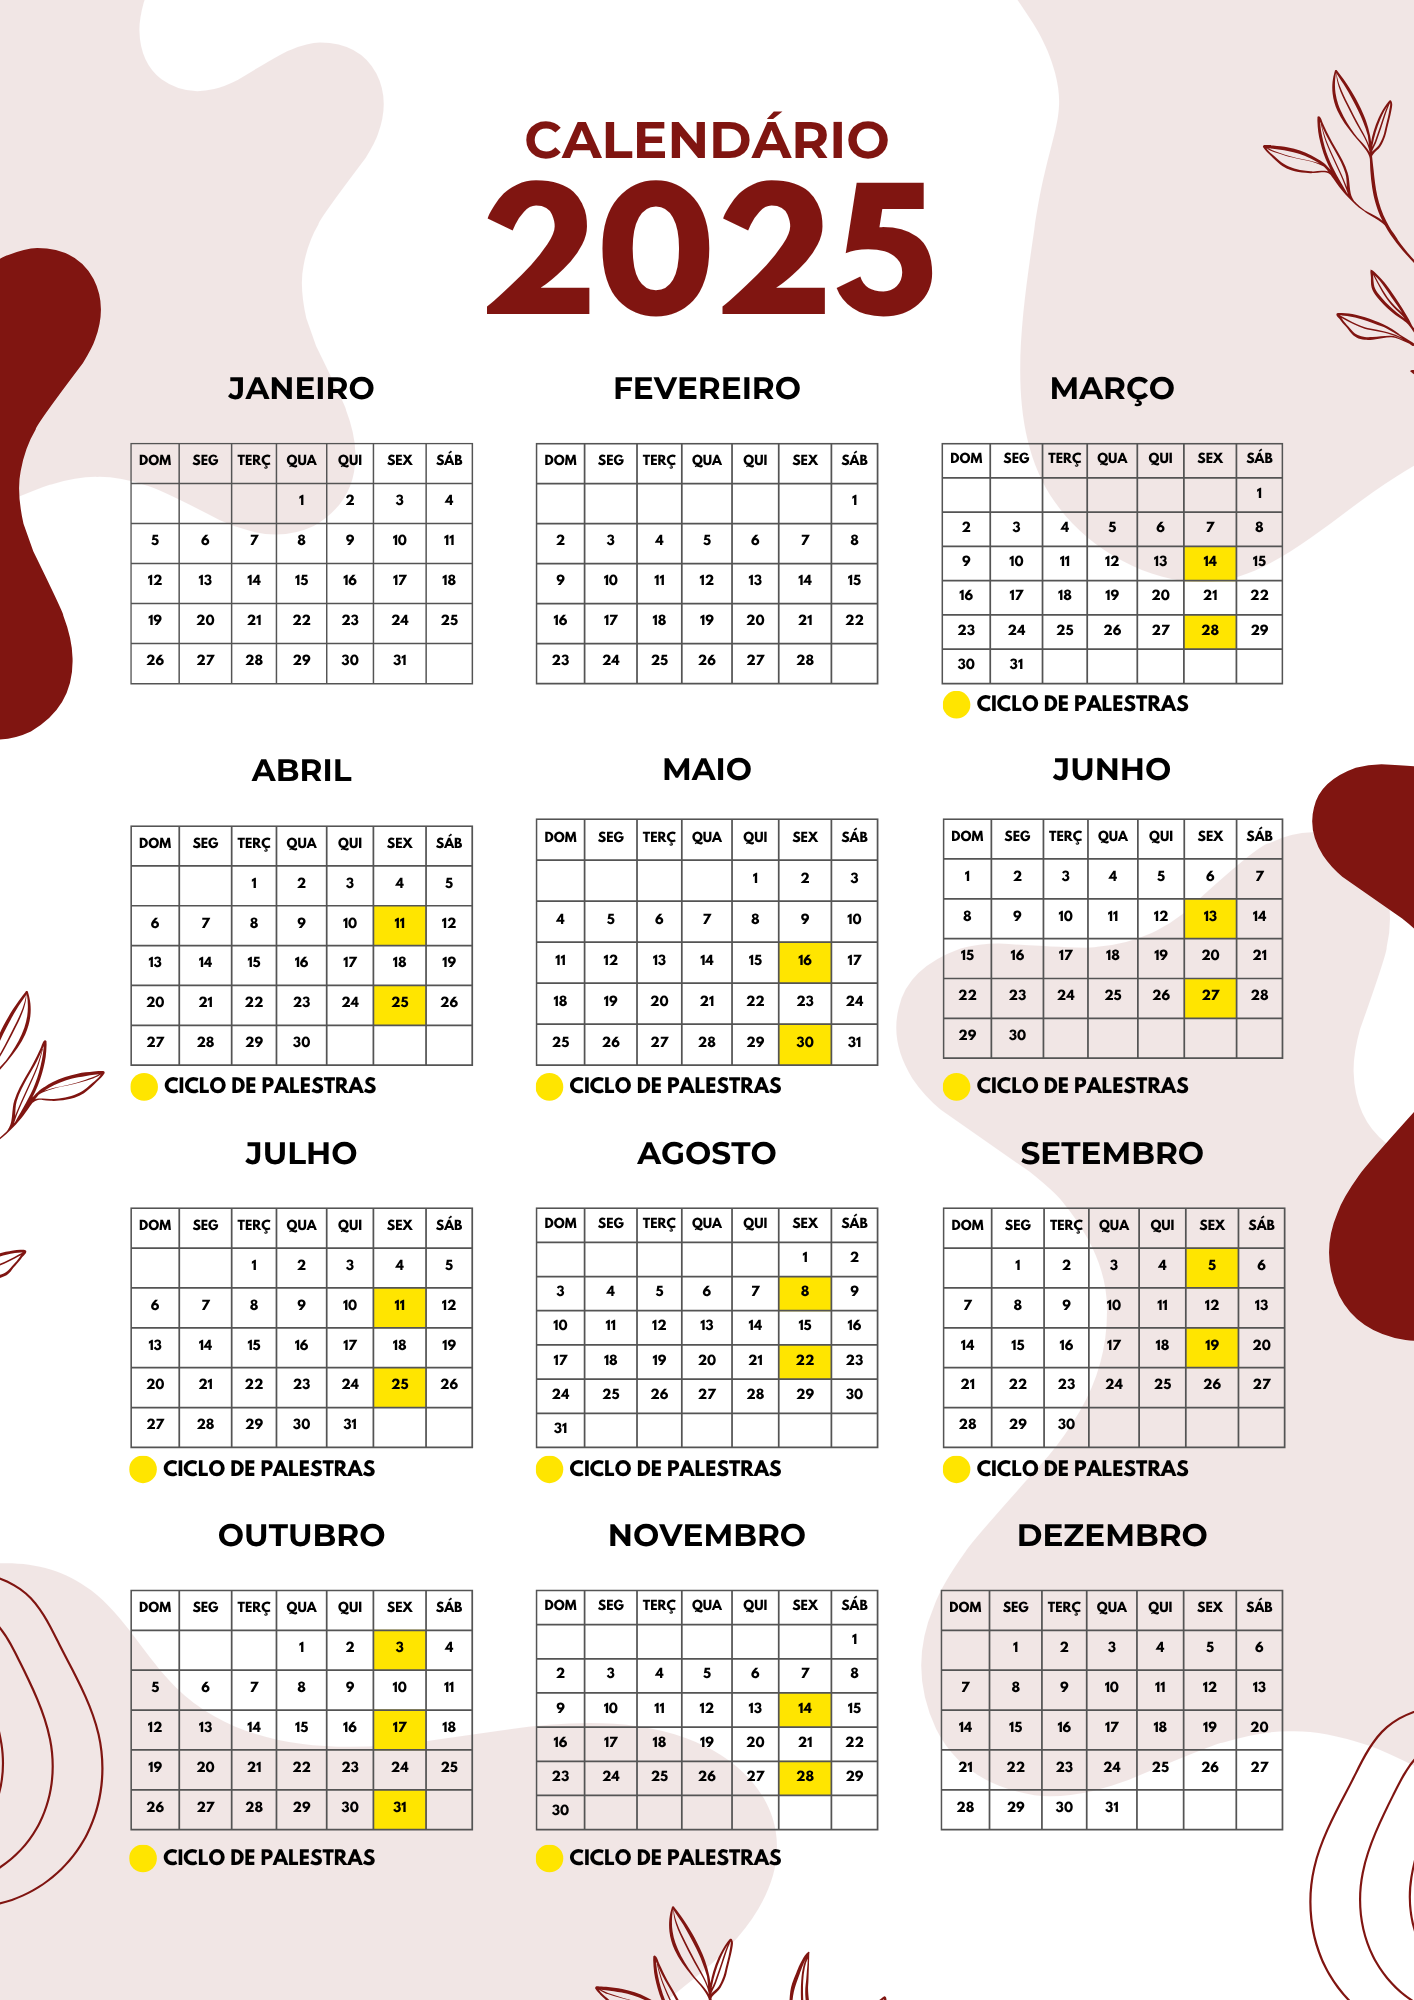 CALENDÁRIO
2025
JANEIRO
DOM SEG TERÇ QUA QUI SEX SÁB
1 2 3 4
5 6 7 8 9 10 11
12 13 14 15 16 17 18
19 20 21 22 23 24 25
26 27 28 29 30 31
FEVEREIRO
DOM SEG TERÇ QUA QUI SEX SÁB
1
2 3 4 5 6 7 8
9 10 11 12 13 14 15
16 17 18 19 20 21 22
23 24 25 26 27 28
MARÇO
DOM SEG TERÇ QUA QUI SEX SÁB
1
2 3 4 5 6 7 8
9 10 11 12 13 14 15
16 17 18 19 20 21 22
23 24 25 26 27 28 29
30 31
CICLO DE PALESTRAS
ABRIL
DOM SEG TERÇ QUA QUI SEX SÁB
1 2 3 4 5
6 7 8 9 10 11 12
13 14 15 16 17 18 19
20 21 22 23 24 25 26
27 28 29 30
CICLO DE PALESTRAS
MAIO
DOM SEG TERÇ QUA QUI SEX SÁB
1 2 3
4 5 6 7 8 9 10
11 12 13 14 15 16 17
18 19 20 21 22 23 24
25 26 27 28 29 30 31
CICLO DE PALESTRAS
JUNHO
DOM SEG TERÇ QUA QUI SEX SÁB
1 2 3 4 5 6 7
8 9 10 11 12 13 14
15 16 17 18 19 20 21
22 23 24 25 26 27 28
29 30
CICLO DE PALESTRAS
JULHO
DOM SEG TERÇ QUA QUI SEX SÁB
1 2 3 4 5
6 7 8 9 10 11 12
13 14 15 16 17 18 19
20 21 22 23 24 25 26
27 28 29 30 31
CICLO DE PALESTRAS
AGOSTO
DOM SEG TERÇ QUA QUI SEX SÁB
1 2
3 4 5 6 7 8 9
10 11 12 13 14 15 16
17 18 19 20 21 22 23
24 25 26 27 28 29 30
31
CICLO DE PALESTRAS
SETEMBRO
DOM SEG TERÇ QUA QUI SEX SÁB
1 2 3 4 5 6
7 8 9 10 11 12 13
14 15 16 17 18 19 20
21 22 23 24 25 26 27
28 29 30
CICLO DE PALESTRAS
OUTUBRO
DOM SEG TERÇ QUA QUI SEX SÁB
1 2 3 4
5 6 7 8 9 10 11
12 13 14 15 16 17 18
19 20 21 22 23 24 25
26 27 28 29 30 31
CICLO DE PALESTRAS
NOVEMBRO
DOM SEG TERÇ QUA QUI SEX SÁB
1
2 3 4 5 6 7 8
9 10 11 12 13 14 15
16 17 18 19 20 21 22
23 24 25 26 27 28 29
30
CICLO DE PALESTRAS
DEZEMBRO
DOM SEG TERÇ QUA QUI SEX SÁB
1 2 3 4 5 6
7 8 9 10 11 12 13
14 15 16 17 18 19 20
21 22 23 24 25 26 27
28 29 30 31